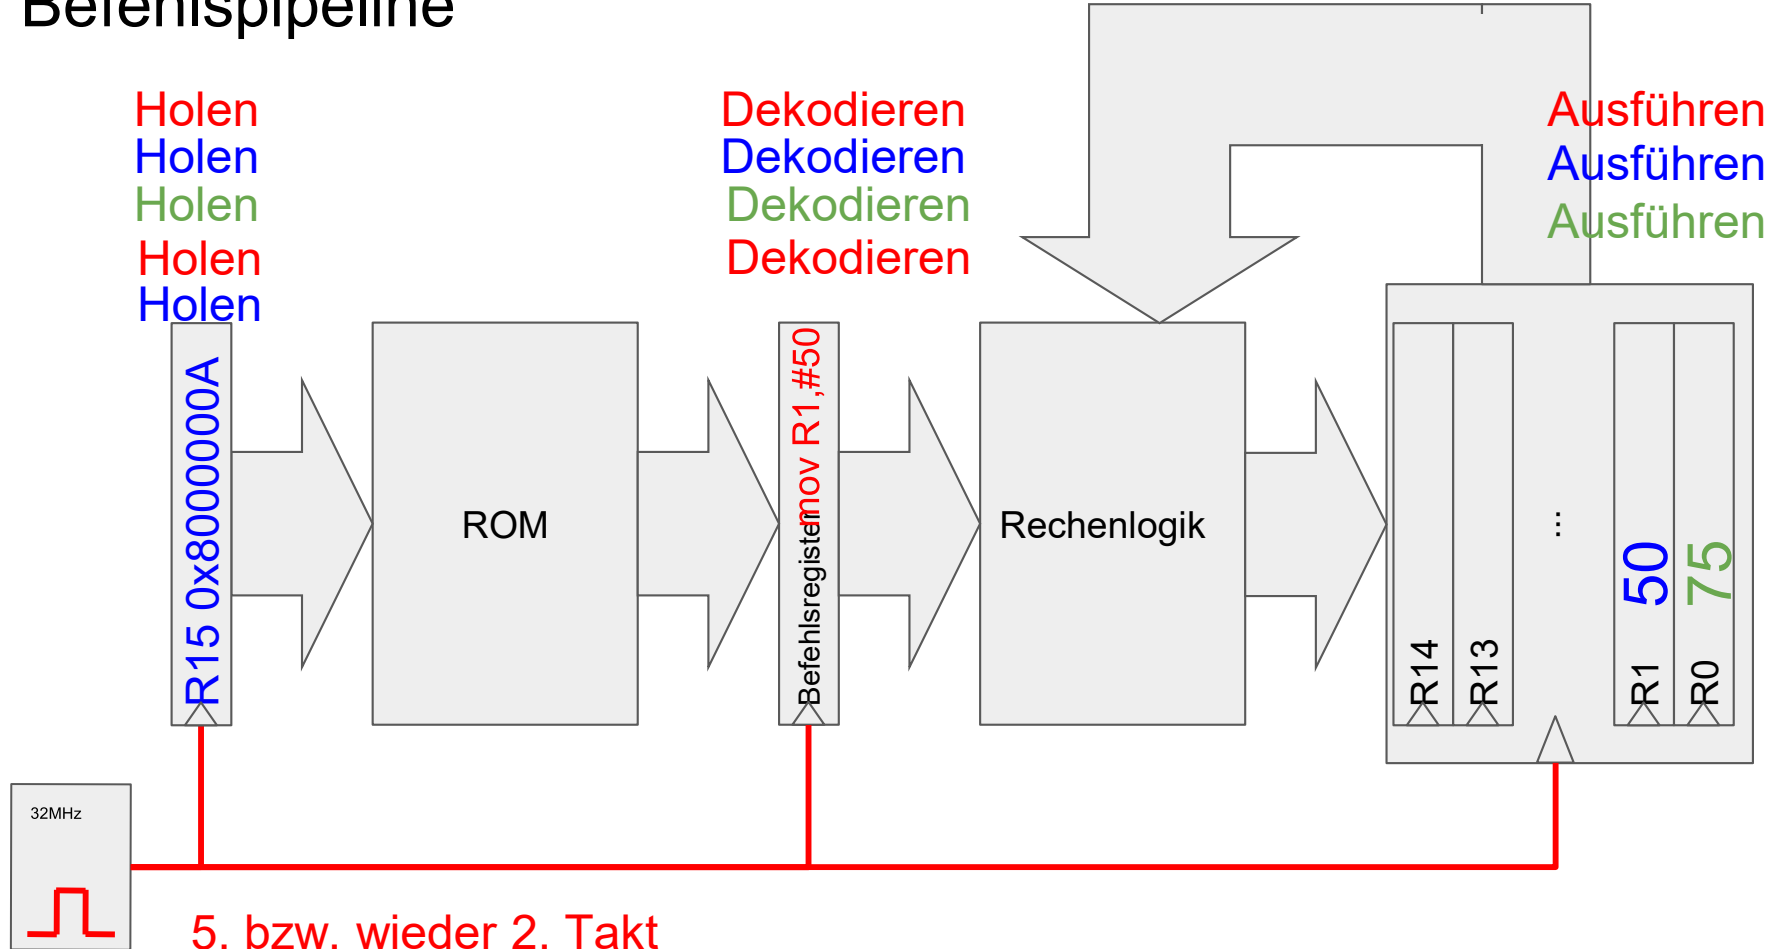 Befehlspipeline
Holen
Holen
Holen
Holen
Holen
Dekodieren
Dekodieren
Dekodieren
Dekodieren
Ausführen
Ausführen
Ausführen
R15 0x8000000A
ROM
Befehlsregister
mov R1,#50
Rechenlogik
R14
R13
...
R1 50
R0 75
32MHz
5. bzw. wieder 2. Takt